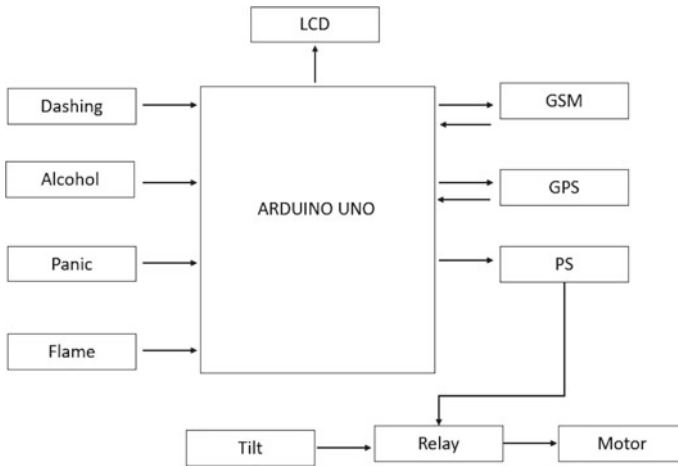 LCD
Dashing
GSM
Alcohol
GPS
ARDUINO UNO
Panic
PS
Flame
Tilt
Relay
Motor